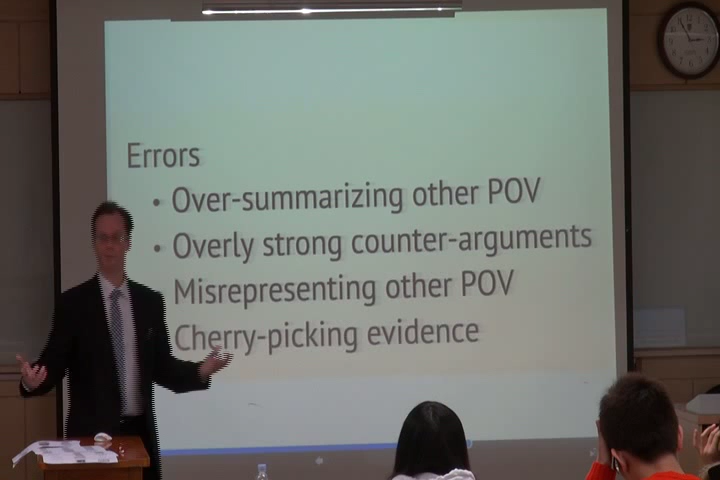 Errors
• Over-summarizing other POV
• Overly strong counter-arguments
Misrepresenting other POV
Cherry-picking evidence